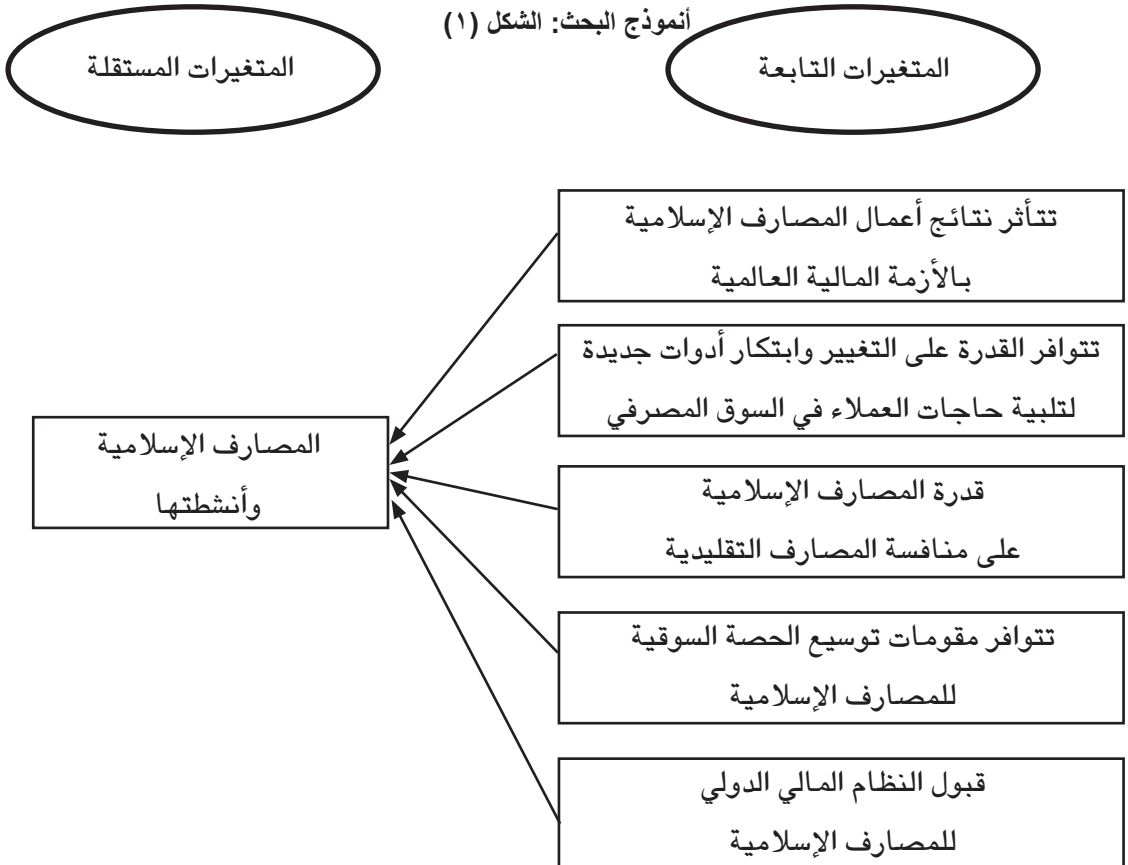 أنموذج البحث: الشكل (١)
المتغيرات التابعة
المتغيرات المستقلة
تتأثر نتائج أعمال المصارف الإسلامية
بالأزمة المالية العالمية
تتوافر القدرة على التغيير وابتكار أدوات جديدة
لتلبية حاجات العملاء في السوق المصرفي
قدرة المصارف الإسلامية
على منافسة المصارف التقليدية
تتوافر مقومات توسيع الحصة السوقية
للمصارف الإسلامية
قبول النظام المالي الدولي
للمصارف الإسلامية
المصارف الإسلامية
وأنشطتها